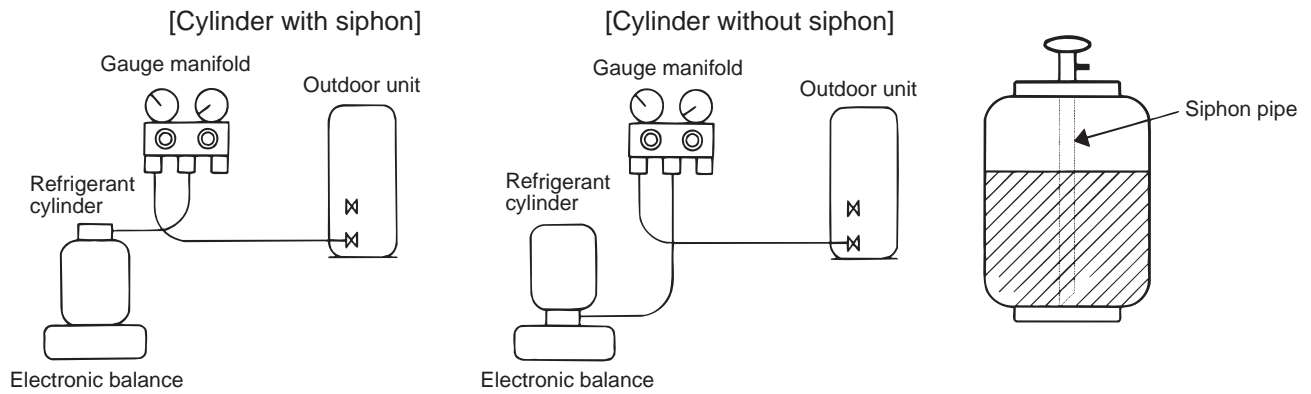 [Cylinder with siphon]
Gauge manifold
Outdoor unit
Refrigerant
cylinder
Electronic balance
[Cylinder without siphon]
Gauge manifold
Outdoor unit
Refrigerant
cylinder
Electronic balance
Siphon pipe